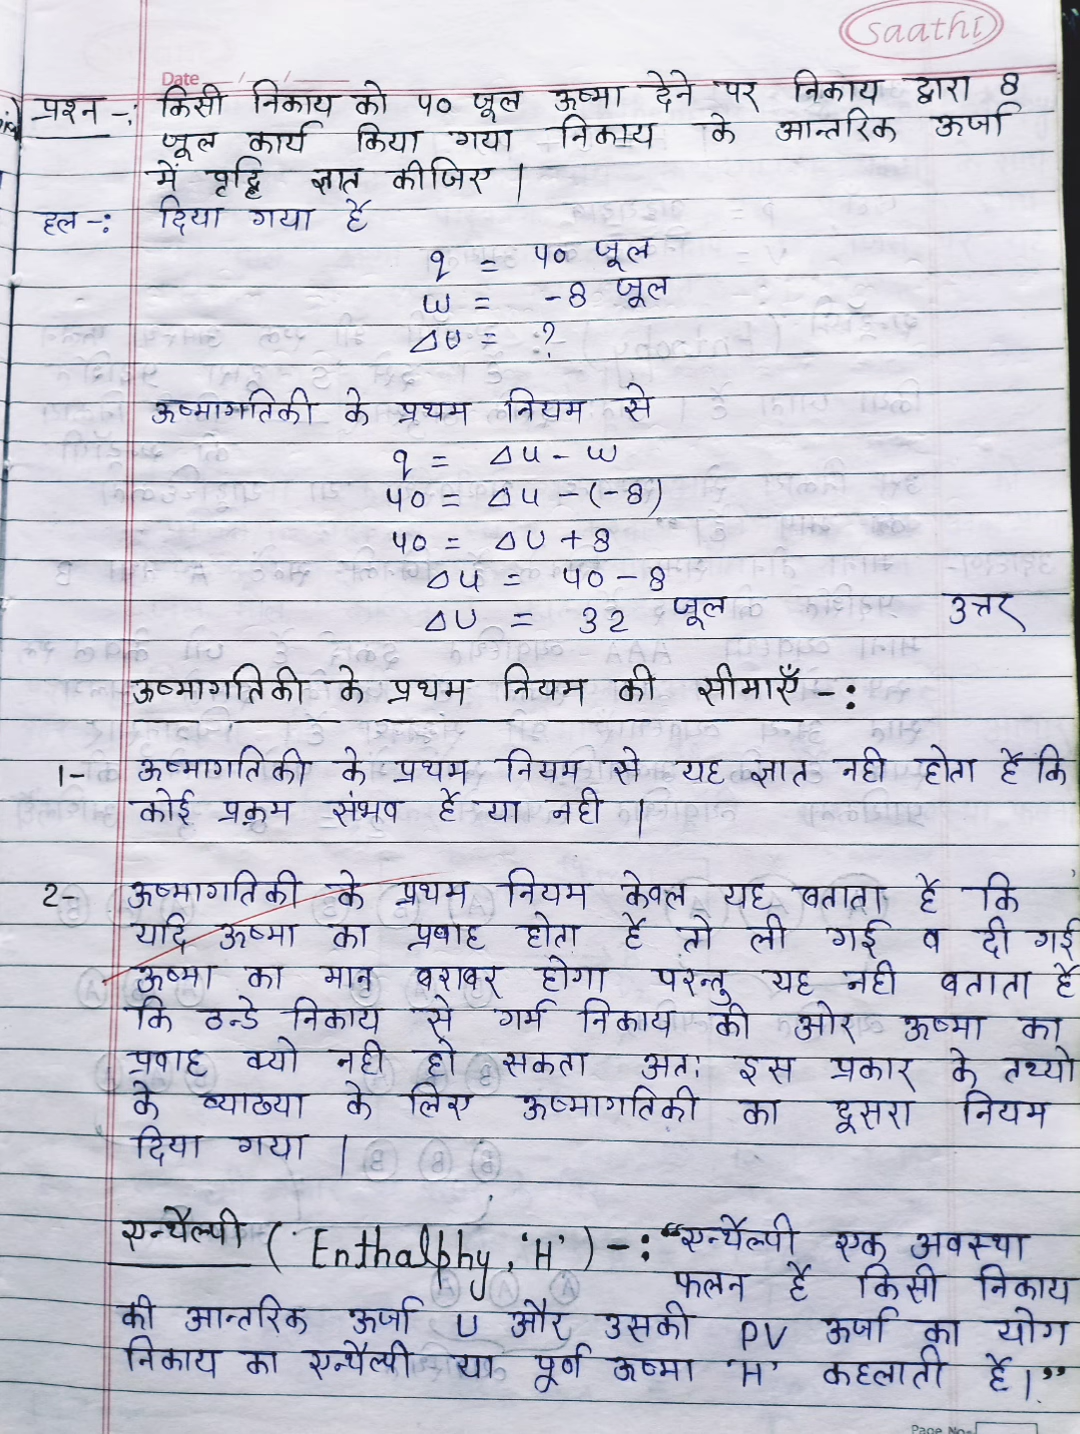 saathi
Date / /
प्रश्न -: किसी निकाय को 40 जूल ऊष्मा देने पर निकाय द्वारा 8
जूल कार्य किया गया निकाय के आन्तरिक ऊर्जा
में वृद्धि ज्ञात कीजिए |
हल -: दिया गया है
q = 40 जूल
w = -8 जूल
ΔU = ?
ऊष्मागतिकी के प्रथम नियम से
q = Δu - w
40 = Δu - (-8)
40 = ΔU + 8
Δu = 40 - 8
ΔU = 32 जूल उत्तर
ऊष्मागतिकी के प्रथम नियम की सीमाएँ -:
1- ऊष्मागतिकी के प्रथम नियम से यह ज्ञात नही होता है कि
कोई प्रक्रम संभव है या नही |
2- ऊष्मागतिकी के प्रथम नियम केवल यह बताता है कि
यदि ऊष्मा का प्रवाह होता है तो ली गई व दी गई
ऊष्मा का मान बराबर होगा परन्तु यह नही बताता है
कि ठन्डे निकाय से गर्म निकाय की ओर ऊष्मा का
प्रवाह क्यो नही हो सकता अतः इस प्रकार के तथ्यो
के व्याख्या के लिए ऊष्मागतिकी का दूसरा नियम
दिया गया |
एन्थैल्पी ( Enthalphy, 'H' ) -: "एन्थैल्पी एक अवस्था
फलन है किसी निकाय
की आन्तरिक ऊर्जा U और उसकी PV ऊर्जा का योग
निकाय का एन्थैल्पी या पूर्ण ऊष्मा 'H' कहलाती है।"
Page No.